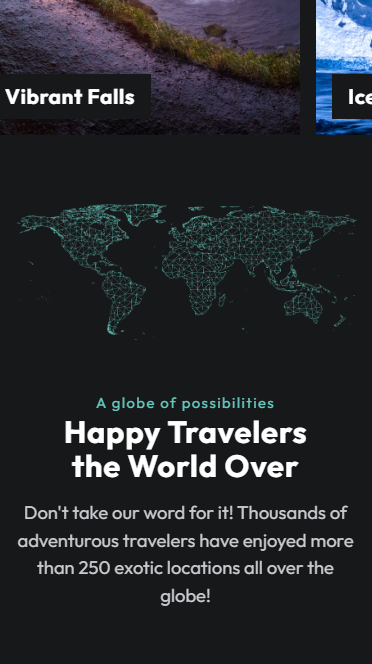 Vibrant Falls
Ice
A globe of possibilities
Happy Travelers
the World Over
Don't take our word for it! Thousands of
adventurous travelers have enjoyed more
than 250 exotic locations all over the
globe!